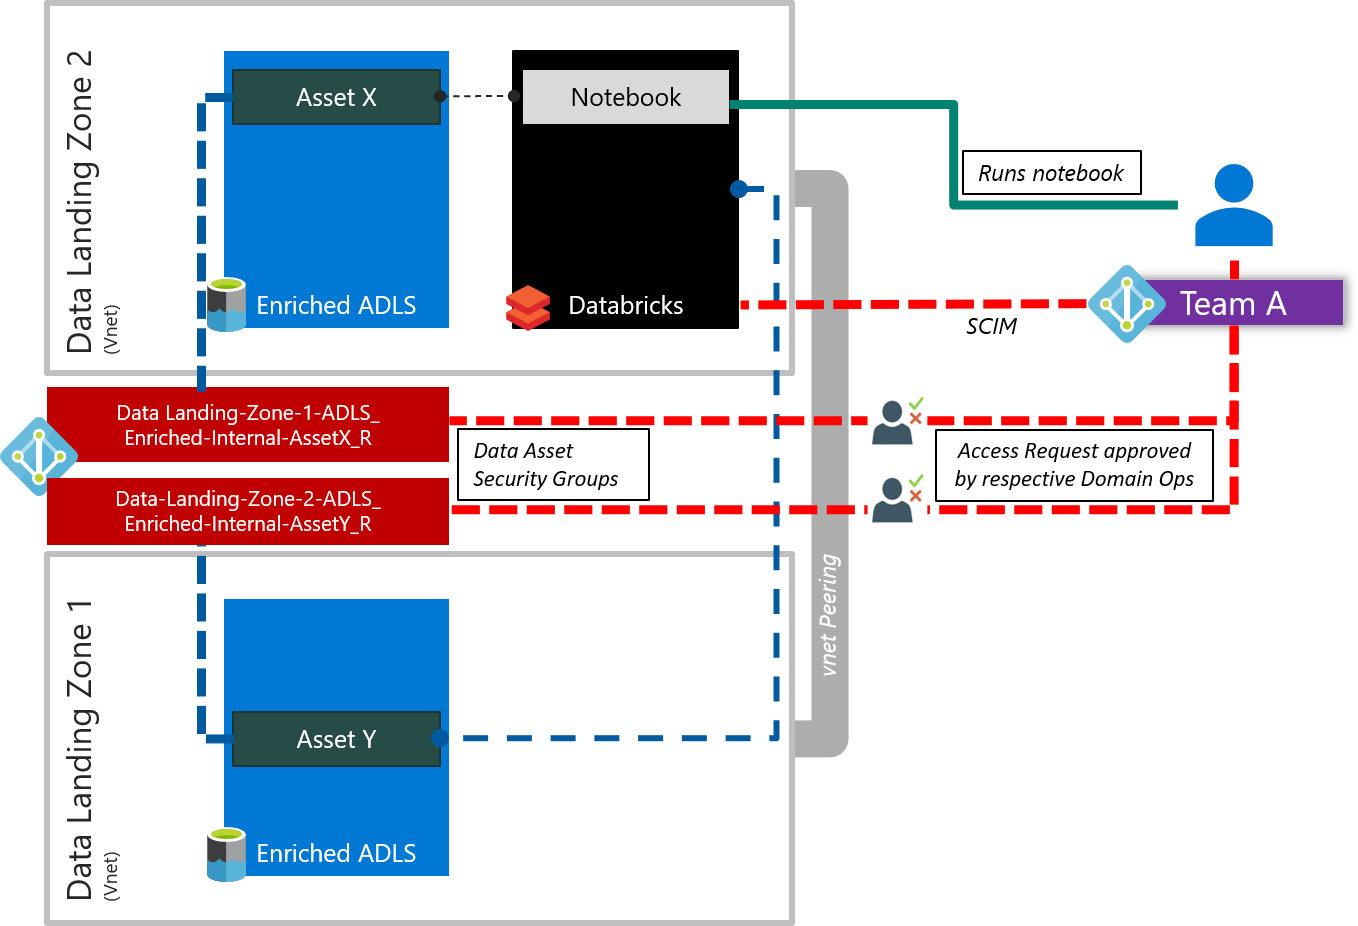 Data Landing Zone 2
(Vnet)
Asset X
Notebook
Enriched ADLS
Databricks
Runs notebook
SCIM
Team A
Data Landing-Zone-1-ADLS_
Enriched-Internal-AssetX_R
Data-Landing-Zone-2-ADLS_
Enriched-Internal-AssetY_R
Data Asset
Security Groups
Access Request approved
by respective Domain Ops
vnet Peering
Data Landing Zone 1
(Vnet)
Asset Y
Enriched ADLS